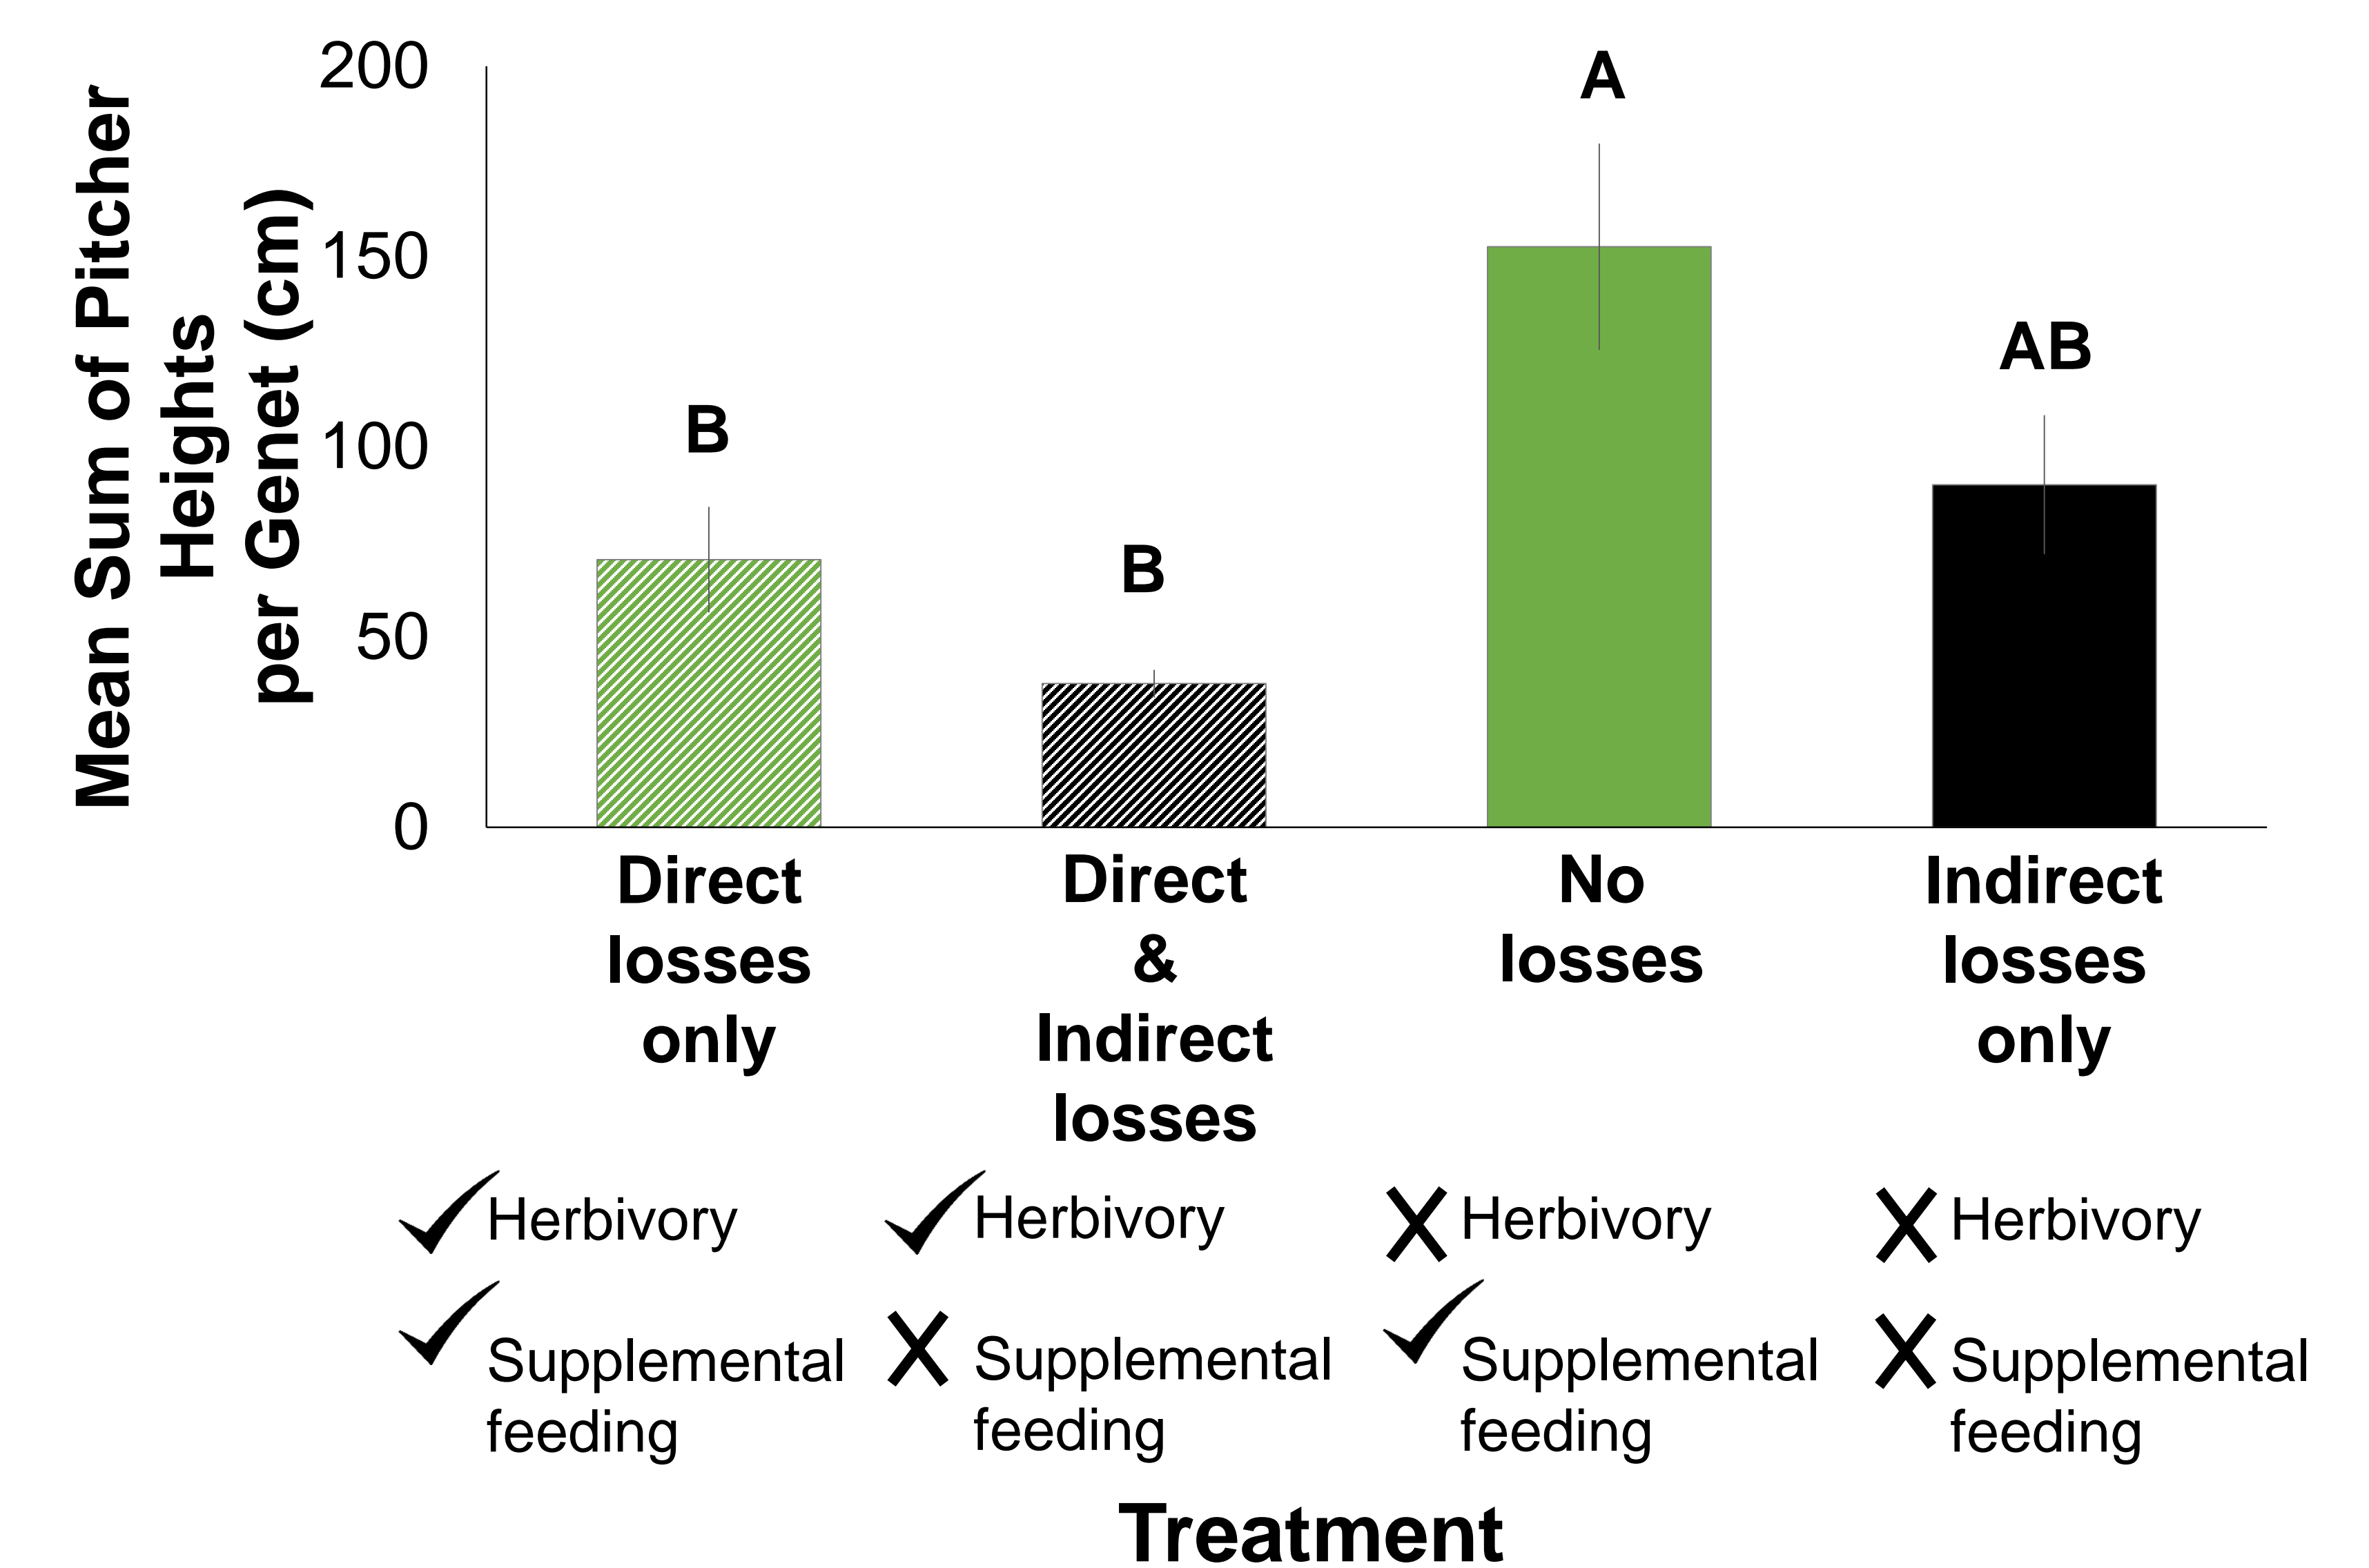 Mean Sum of Pitcher
Heights
per Genet (cm)
200
150
100
50
0
B
B
A
AB
Direct
losses
only
Direct
&
Indirect
losses
No
losses
Indirect
losses
only
Herbivory
Supplemental
feeding
Herbivory
Supplemental
feeding
Herbivory
Supplemental
feeding
Herbivory
Supplemental
feeding
Treatment